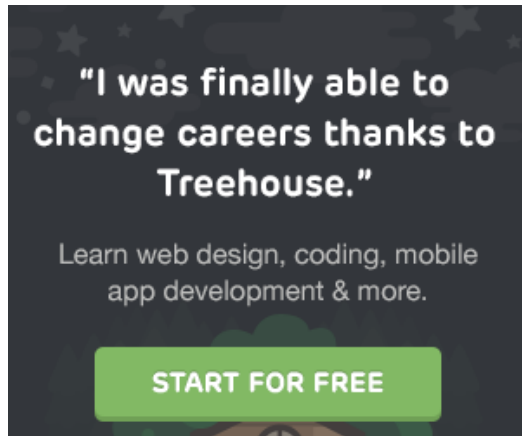 “I was finally able to
change careers thanks to
Treehouse.”
Learn web design, coding, mobile
app development & more.
START FOR FREE